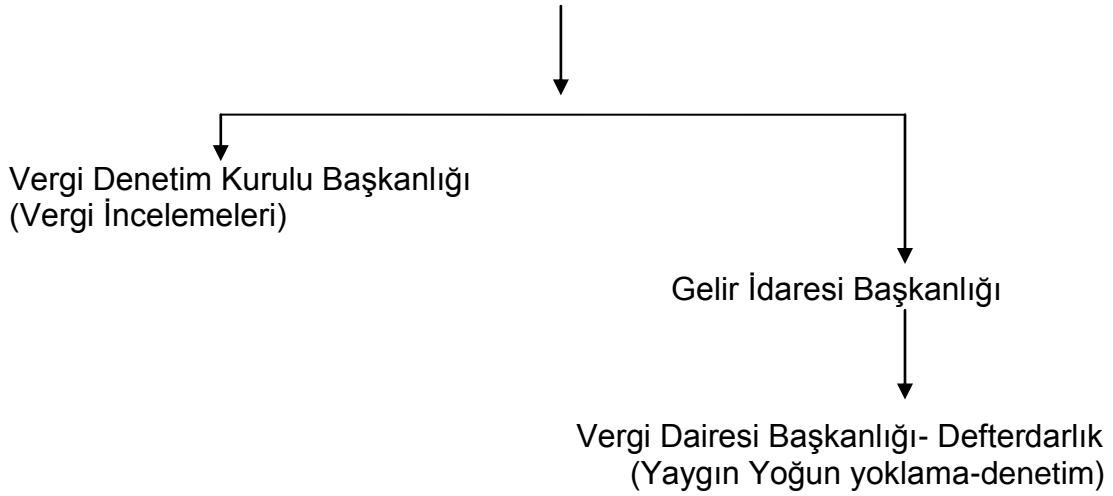 Vergi Denetim Kurulu Başkanlığı
(Vergi İncelemeleri)
Gelir İdaresi Başkanlığı
Vergi Dairesi Başkanlığı- Defterdarlık
(Yaygın Yoğun yoklama-denetim)